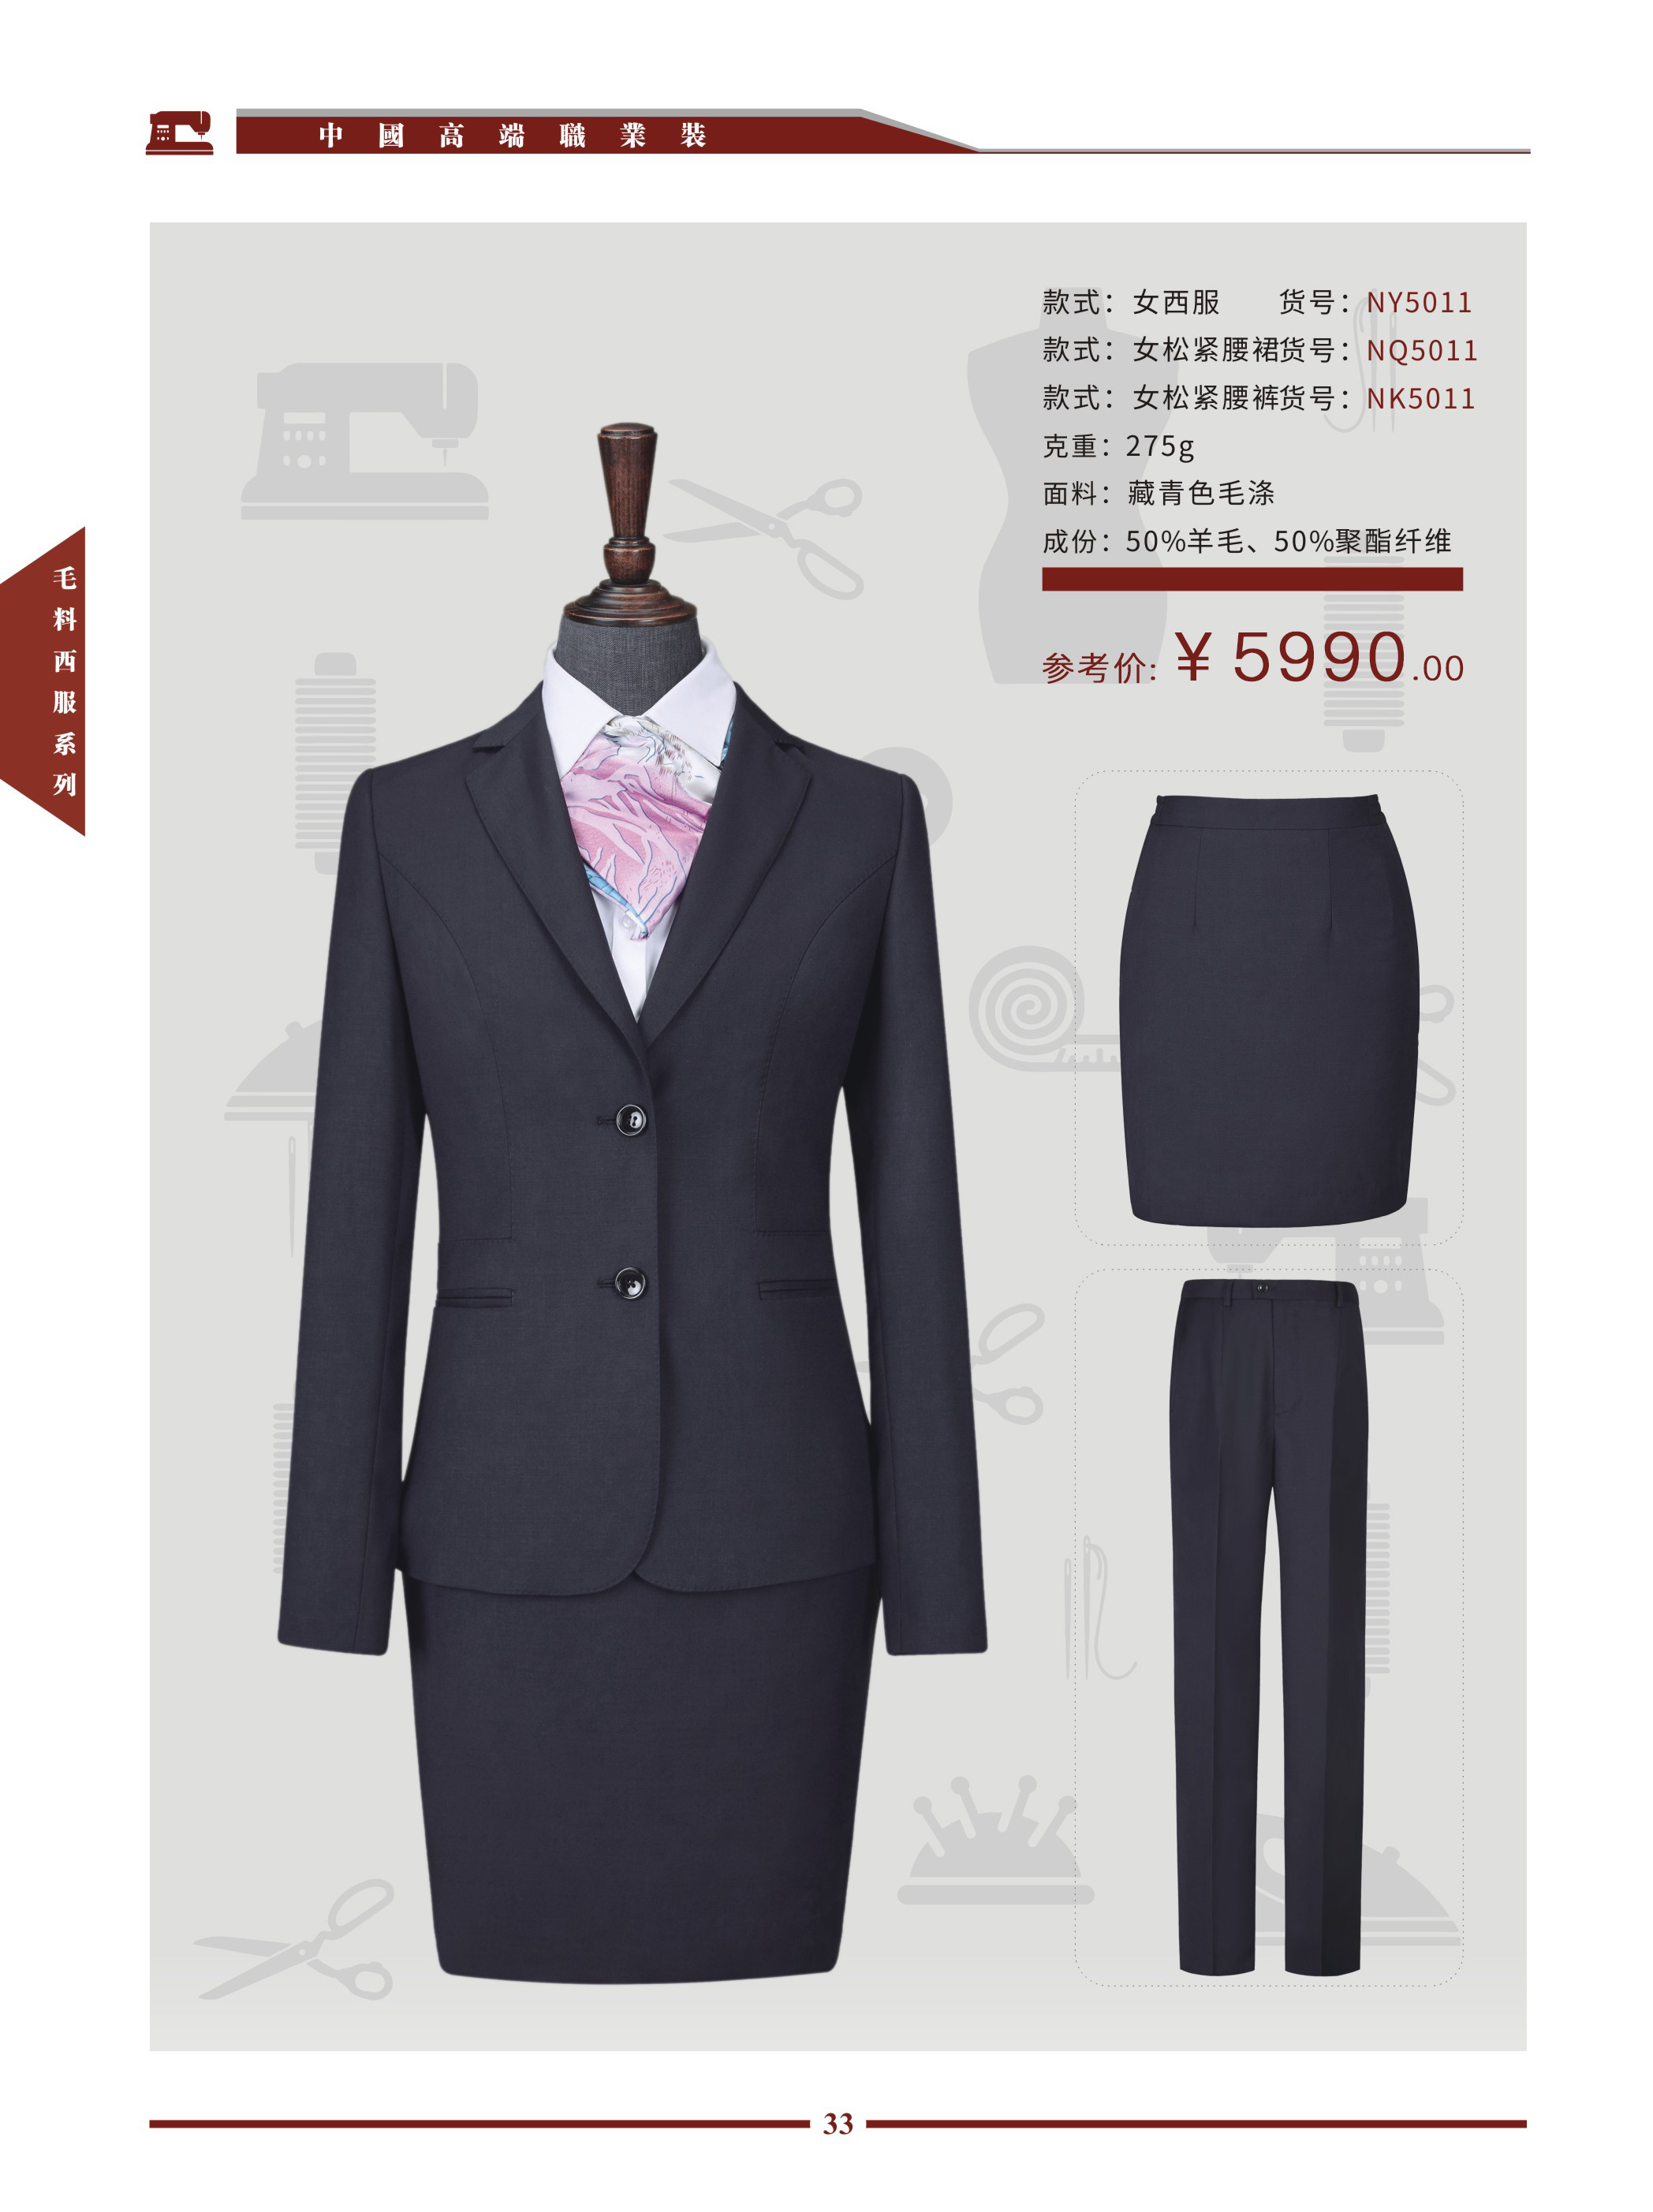 中國高端職業裝
款式：女西服 货号：NY5011
款式：女松紧腰裙货号：NQ5011
款式：女松紧腰裤货号：NK5011
克重：275g
面料：藏青色毛涤
成份：50%羊毛、50%聚酯纤维
参考价：￥5990.00
毛料西服系列
33